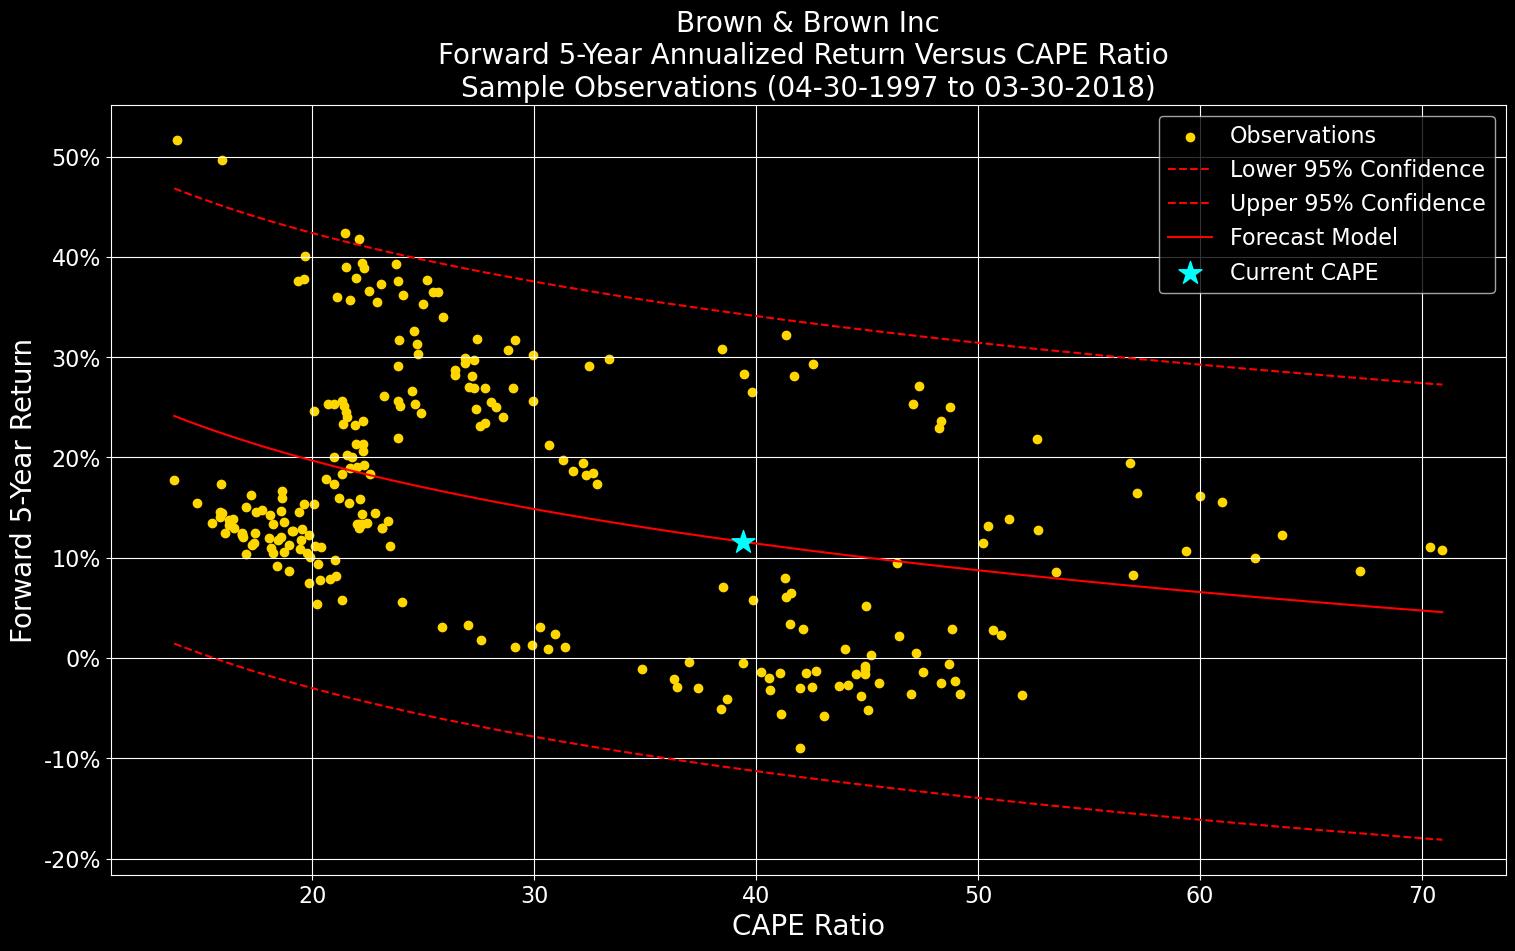 Brown & Brown Inc
Forward 5-Year Annualized Return Versus CAPE Ratio
Sample Observations (04-30-1997 to 03-30-2018)
Observations
Lower 95% Confidence
Upper 95% Confidence
Forecast Model
Current CAPE
Forward 5-Year Return
50%
40%
30%
20%
10%
0%
-10%
-20%
20 30 40 50 60 70
CAPE Ratio